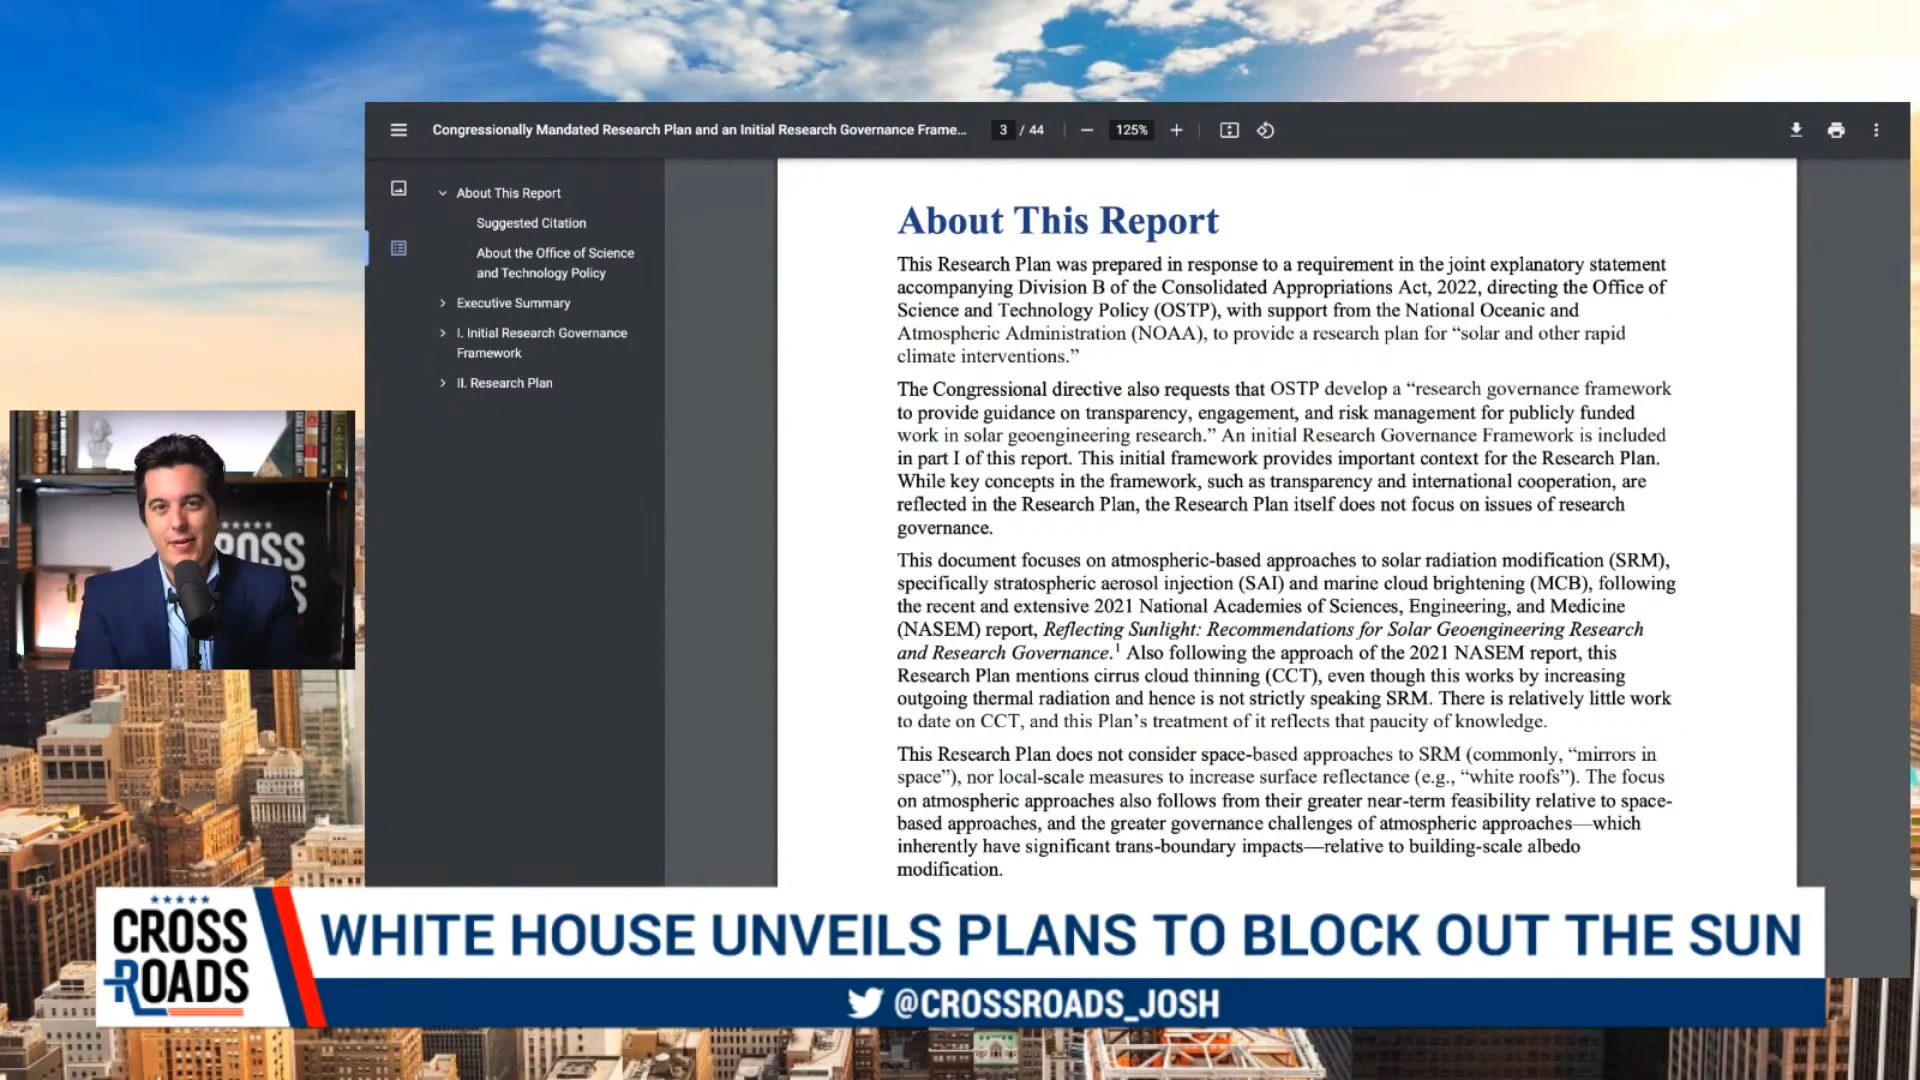 Congressionally Mandated Research Plan and an Initial Research Governance Frame...
3 / 44
125%
About This Report
Suggested Citation
About the Office of Science
and Technology Policy
Executive Summary
I. Initial Research Governance
Framework
II. Research Plan
About This Report
This Research Plan was prepared in response to a requirement in the joint explanatory statement
accompanying Division B of the Consolidated Appropriations Act, 2022, directing the Office of
Science and Technology Policy (OSTP), with support from the National Oceanic and
Atmospheric Administration (NOAA), to provide a research plan for “solar and other rapid
climate interventions.”
The Congressional directive also requests that OSTP develop a “research governance framework
to provide guidance on transparency, engagement, and risk management for publicly funded
work in solar geoengineering research.” An initial Research Governance Framework is included
in part I of this report. This initial framework provides important context for the Research Plan.
While key concepts in the framework, such as transparency and international cooperation, are
reflected in the Research Plan, the Research Plan itself does not focus on issues of research
governance.
This document focuses on atmospheric-based approaches to solar radiation modification (SRM),
specifically stratospheric aerosol injection (SAI) and marine cloud brightening (MCB), following
the recent and extensive 2021 National Academies of Sciences, Engineering, and Medicine
(NASEM) report, Reflecting Sunlight: Recommendations for Solar Geoengineering Research
and Research Governance.¹ Also following the approach of the 2021 NASEM report, this
Research Plan mentions cirrus cloud thinning (CCT), even though this works by increasing
outgoing thermal radiation and hence is not strictly speaking SRM. There is relatively little work
to date on CCT, and this Plan’s treatment of it reflects that paucity of knowledge.
This Research Plan does not consider space-based approaches to SRM (commonly, “mirrors in
space”), nor local-scale measures to increase surface reflectance (e.g., “white roofs”). The focus
on atmospheric approaches also follows from their greater near-term feasibility relative to space-
based approaches, and the greater governance challenges of atmospheric approaches—which
inherently have significant trans-boundary impacts—relative to building-scale albedo
modification.
CROSS
ROADS
WHITE HOUSE UNVEILS PLANS TO BLOCK OUT THE SUN
@CROSSROADS_JOSH